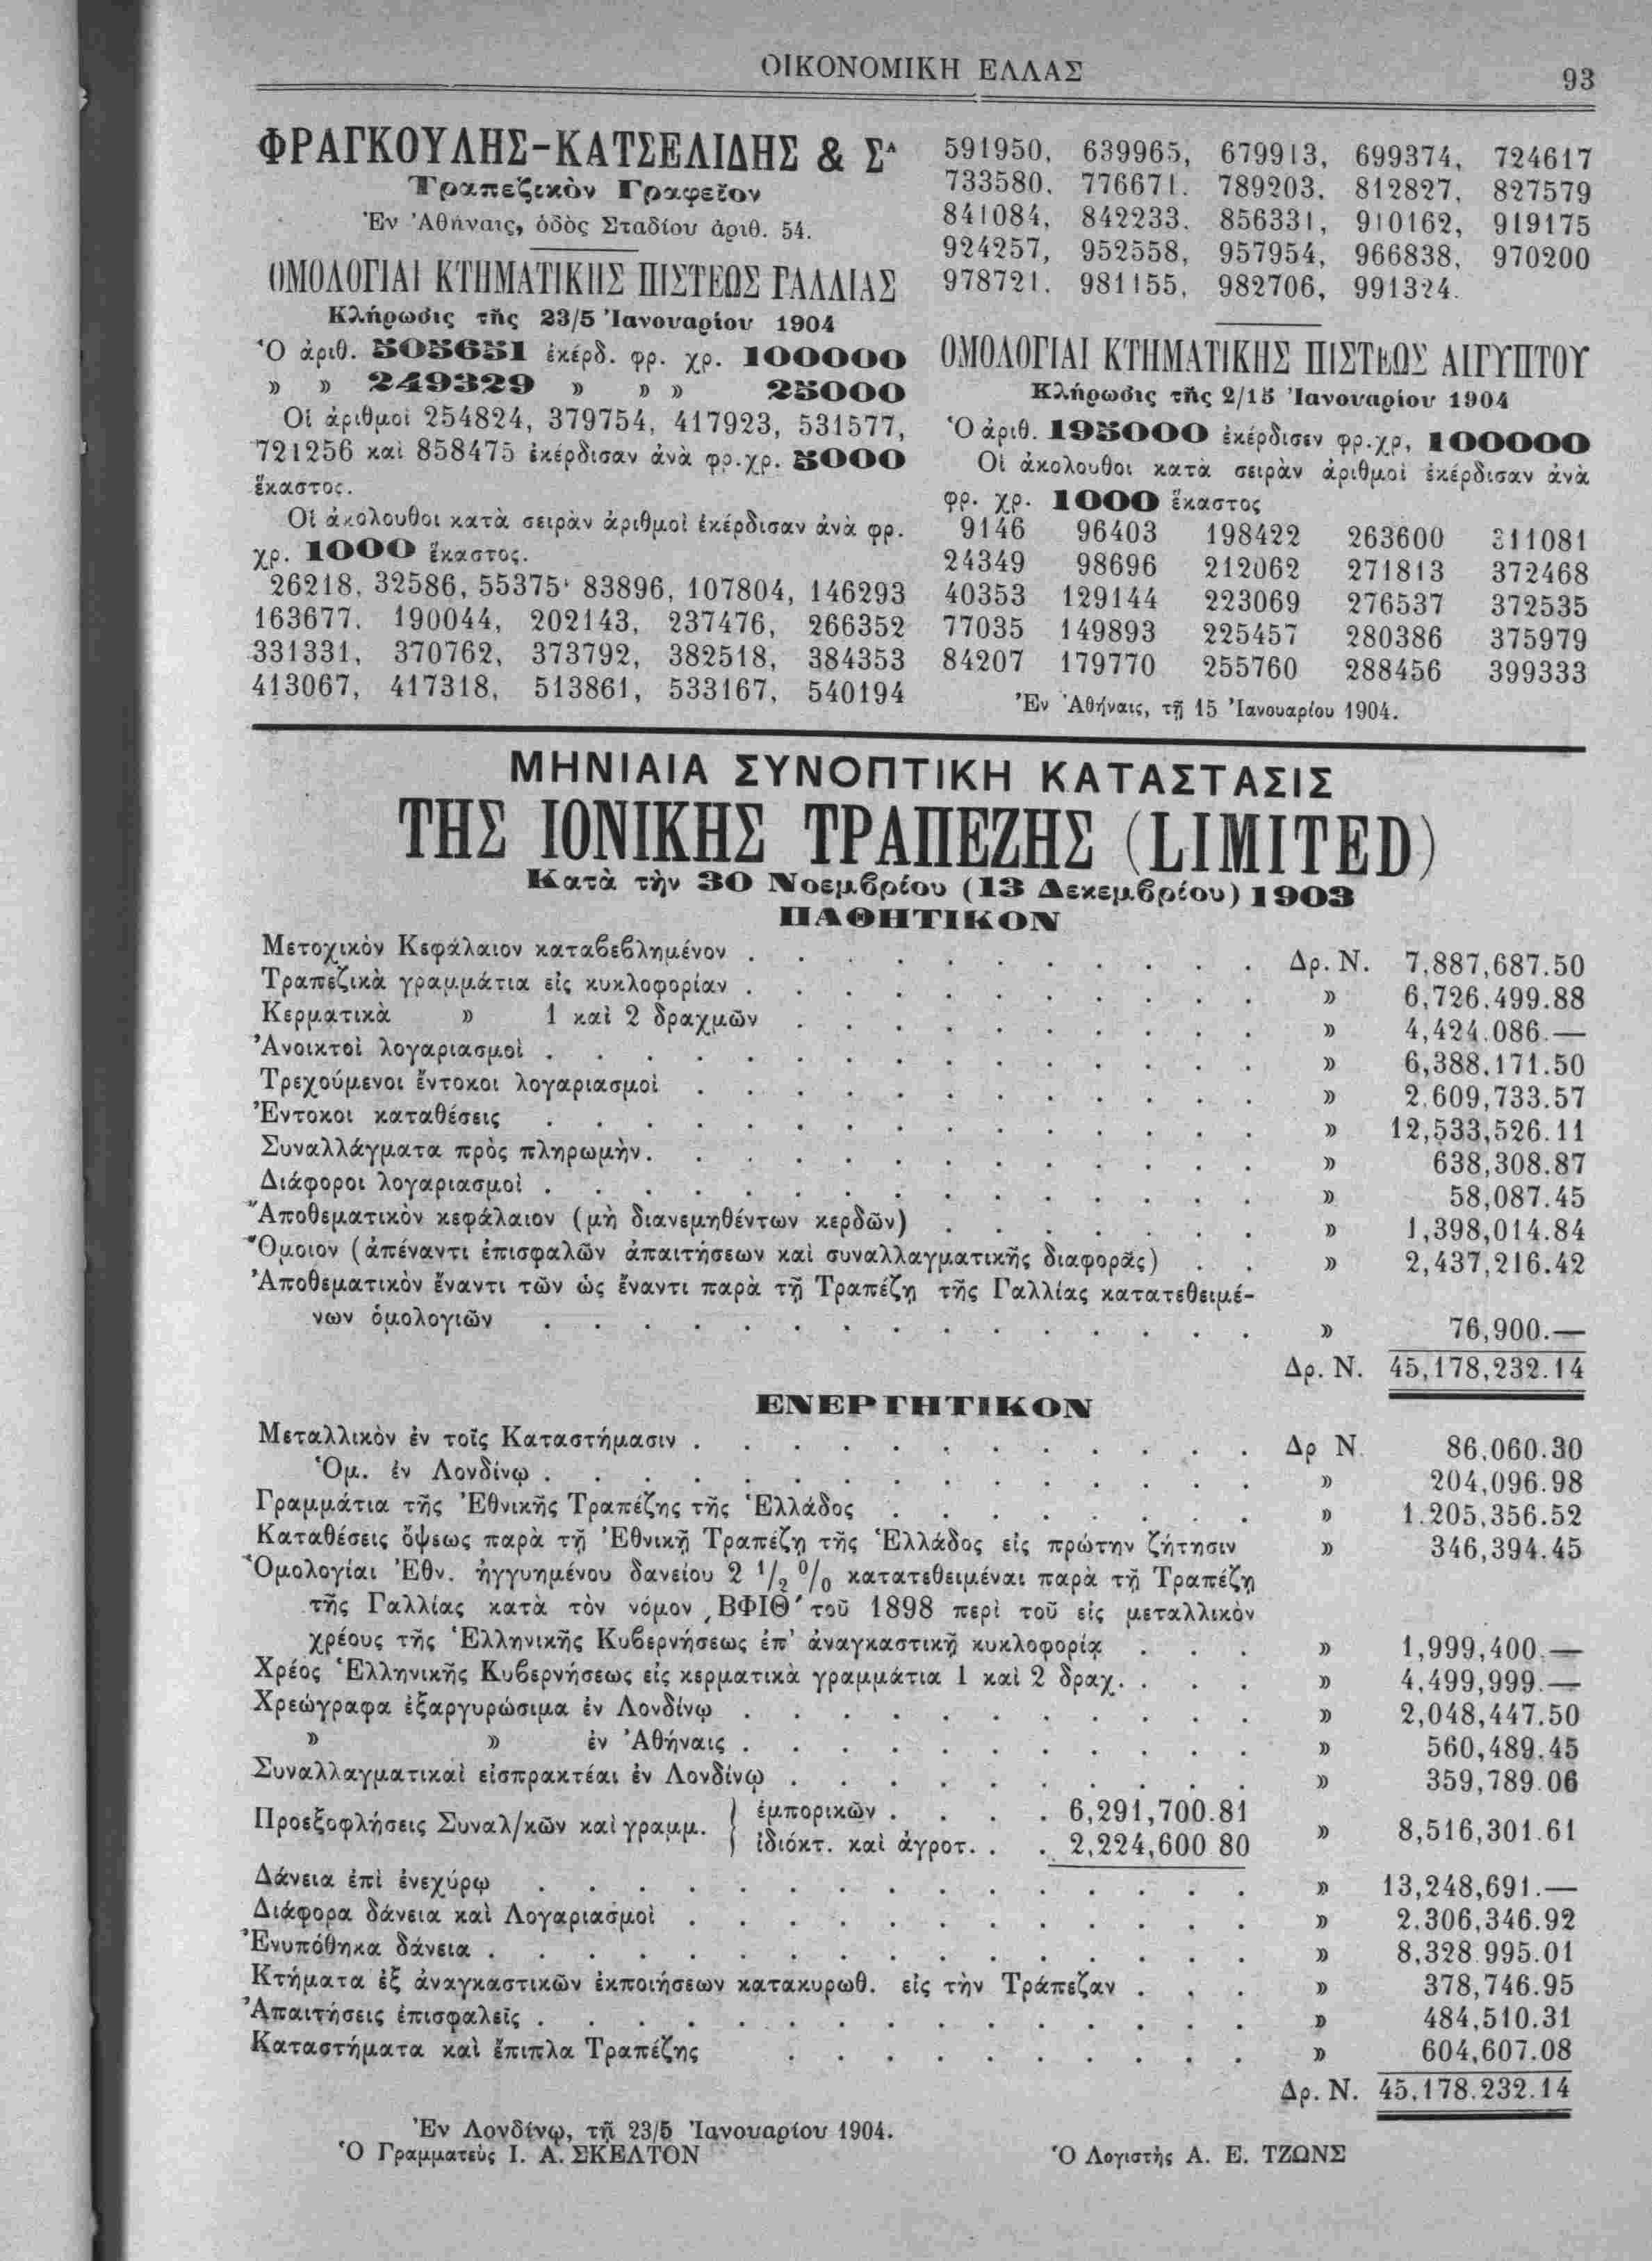 ΟΙΚΟΝΟΜΙΚΗ ΕΛΛΑΣ
93
ΦΡΑΓΚΟΥΛΗΣ-ΚΑΤΣΕΛΙΔΗΣ & Σᴬ
Τραπεζικὸν Γραφεῖον
Ἐν Ἀθήναις, ὁδὸς Σταδίου ἀριθ. 54.
ΟΜΟΛΟΓΙΑΙ ΚΤΗΜΑΤΙΚΗΣ ΠΙΣΤΕΩΣ ΓΑΛΛΙΑΣ
Κλήρωσις τῆς 23/5 Ἰανουαρίου 1904
Ὁ ἀριθ. 505651 ἐκέρδ. φρ. χρ. 100000
» » 249329 » » » 25000
Οἱ ἀριθμοὶ 254824, 379754, 417923, 531577,
721256 καὶ 858475 ἐκέρδισαν ἀνὰ φρ.χρ. 5000
ἕκαστος.
Οἱ ἀκόλουθοι κατὰ σειρὰν ἀριθμοὶ ἐκέρδισαν ἀνὰ φρ.
χρ. 1000 ἕκαστος.
26218, 32586, 55375· 83896, 107804, 146293
163677, 190044, 202143, 237476, 266352
331331, 370762, 373792, 382518, 384353
413067, 417318, 513861, 533167, 540194
591950, 639965, 679913, 699374, 724617
733580, 776671. 789203, 812827, 827579
841084, 842233, 856331, 910162, 919175
924257, 952558, 957954, 966838, 970200
978721, 981155, 982706, 991324.
ΟΜΟΛΟΓΙΑΙ ΚΤΗΜΑΤΙΚΗΣ ΠΙΣΤΕΩΣ ΑΙΓΥΠΤΟΥ
Κλήρωσις τῆς 2/15 Ἰανουαρίου 1904
Ὁ ἀριθ. 195000 ἐκέρδισεν φρ.χρ, 100000
Οἱ ἀκόλουθοι κατὰ σειρὰν ἀριθμοὶ ἐκέρδισαν ἀνὰ
φρ. χρ. 1000 ἕκαστος
9146 96403 198422 263600 311081
24349 98696 212062 271813 372468
40353 129144 223069 276537 372535
77035 149893 225457 280386 375979
84207 179770 255760 288456 399333
Ἐν Ἀθήναις, τῇ 15 Ἰανουαρίου 1904.
ΜΗΝΙΑΙΑ ΣΥΝΟΠΤΙΚΗ ΚΑΤΑΣΤΑΣΙΣ
ΤΗΣ ΙΟΝΙΚΗΣ ΤΡΑΠΕΖΗΣ (LIMITED)
Κατὰ τὴν 30 Νοεμβρίου (13 Δεκεμβρίου) 1903
ΠΑΘΗΤΙΚΟΝ
Μετοχικὸν Κεφάλαιον καταβεβλημένον . . . . . . . . . . . Δρ. Ν. 7,887,687.50
Τραπεζικὰ γραμμάτια εἰς κυκλοφορίαν . . . . . . . . . . . » 6,726,499.88
Κερματικὰ » 1 καὶ 2 δραχμῶν . . . . . . . . . . » 4,424,086.—
Ἀνοικτοὶ λογαριασμοὶ . . . . . . . . . . . . . . . » 6,388,171.50
Τρεχούμενοι ἔντοκοι λογαριασμοὶ . . . . . . . . . . . . » 2,609,733.57
Ἔντοκοι καταθέσεις . . . . . . . . . . . . . . . » 12,533,526.11
Συναλλάγματα πρὸς πληρωμὴν . . . . . . . . . . . . . » 638,308.87
Διάφοροι λογαριασμοὶ . . . . . . . . . . . . . . . » 58,087.45
Ἀποθεματικὸν κεφάλαιον (μὴ διανεμηθέντων κερδῶν) . . . . . . . » 1,398,014.84
Ὅμοιον (ἀπέναντι ἐπισφαλῶν ἀπαιτήσεων καὶ συναλλαγματικῆς διαφορᾶς) . . » 2,437,216.42
Ἀποθεματικὸν ἔναντι τῶν ὡς ἔναντι παρὰ τῇ Τραπέζῃ τῆς Γαλλίας κατατεθειμέ-
νων ὁμολογιῶν . . . . . . . . . . . . . . . » 76,900.—
Δρ. Ν. 45,178,232.14
ΕΝΕΡΓΗΤΙΚΟΝ
Μεταλλικὸν ἐν τοῖς Καταστήμασιν . . . . . . . . . . . . Δρ Ν. 86,060.30
Ὁμ. ἐν Λονδίνῳ . . . . . . . . . . . . . . . » 204,096.98
Γραμμάτια τῆς Ἐθνικῆς Τραπέζης τῆς Ἑλλάδος . . . . . . . . » 1.205,356.52
Καταθέσεις ὄψεως παρὰ τῇ Ἐθνικῇ Τραπέζῃ τῆς Ἑλλάδος εἰς πρώτην ζήτησιν » 346,394.45
Ὁμολογίαι Ἐθν. ἠγγυημένου δανείου 2 1/2 0/0 κατατεθειμέναι παρὰ τῇ Τραπέζῃ
τῆς Γαλλίας κατὰ τὸν νόμον ͵ΒΦΙΘʹ τοῦ 1898 περὶ τοῦ εἰς μεταλλικὸν
χρέους τῆς Ἑλληνικῆς Κυβερνήσεως ἐπ' ἀναγκαστικῇ κυκλοφορίᾳ . . . » 1,999,400.—
Χρέος Ἑλληνικῆς Κυβερνήσεως εἰς κερματικὰ γραμμάτια 1 καὶ 2 δραχ. . . . » 4,499,999.—
Χρεώγραφα ἐξαργυρώσιμα ἐν Λονδίνῳ . . . . . . . . . . . » 2,048,447.50
» » ἐν Ἀθήναις . . . . . . . . . . . » 560,489.45
Συναλλαγματικαὶ εἰσπρακτέαι ἐν Λονδίνῳ . . . . . . . . . . » 359,789.06
Προεξοφλήσεις Συναλ/κῶν καὶ γραμμ. } ἐμπορικῶν . . . . 6,291,700.81
ἰδιόκτ. καὶ ἀγροτ. . . 2,224,600 80 » 8,516,301.61
Δάνεια ἐπὶ ἐνεχύρῳ . . . . . . . . . . . . . . . » 13,248,691.—
Διάφορα δάνεια καὶ Λογαριασμοὶ . . . . . . . . . . . . » 2.306,346.92
Ἐνυπόθηκα δάνεια . . . . . . . . . . . . . . . . » 8,328 995.01
Κτήματα ἐξ ἀναγκαστικῶν ἐκποιήσεων κατακυρωθ. εἰς τὴν Τράπεζαν . . . » 378,746.95
Ἀπαιτήσεις ἐπισφαλεῖς . . . . . . . . . . . . . . . » 484,510.31
Καταστήματα καὶ ἔπιπλα Τραπέζης . . . . . . . . . . » 604,607.08
Δρ. Ν. 45,178.232.14
Ἐν Λονδίνῳ, τῇ 23/5 Ἰανουαρίου 1904.
Ὁ Γραμματεὺς Ι. Α. ΣΚΕΛΤΟΝ
Ὁ Λογιστὴς Α. Ε. ΤΖΩΝΣ